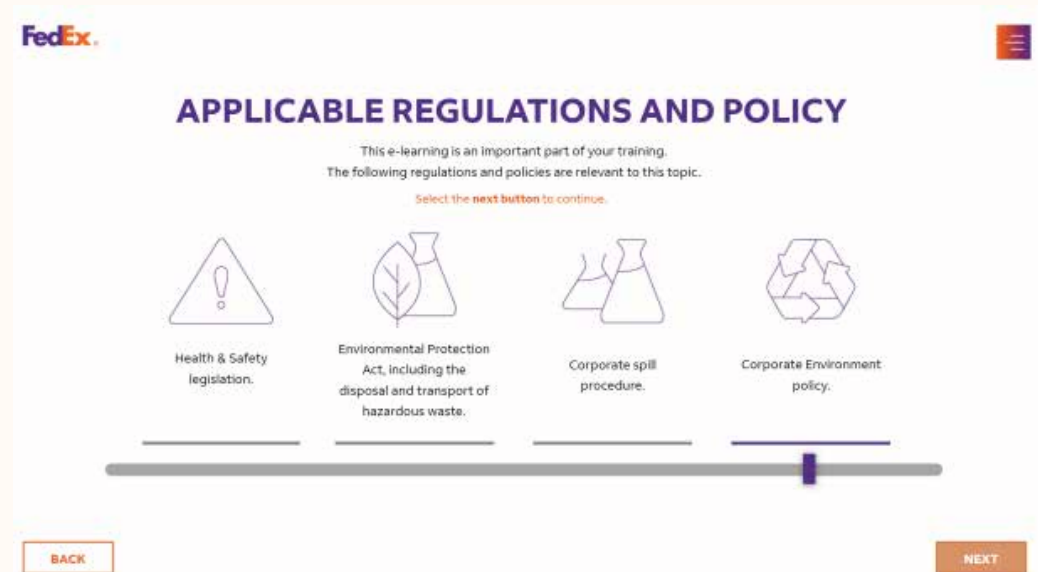 FedEx.
APPLICABLE REGULATIONS AND POLICY
This e-learning is an important part of your training.
The following regulations and policies are relevant to this topic.
Select the next button to continue.
Health & Safety
legislation.
Environmental Protection
Act, including the
disposal and transport of
hazardous waste.
Corporate spill
procedure.
Corporate Environment
policy.
BACK
NEXT